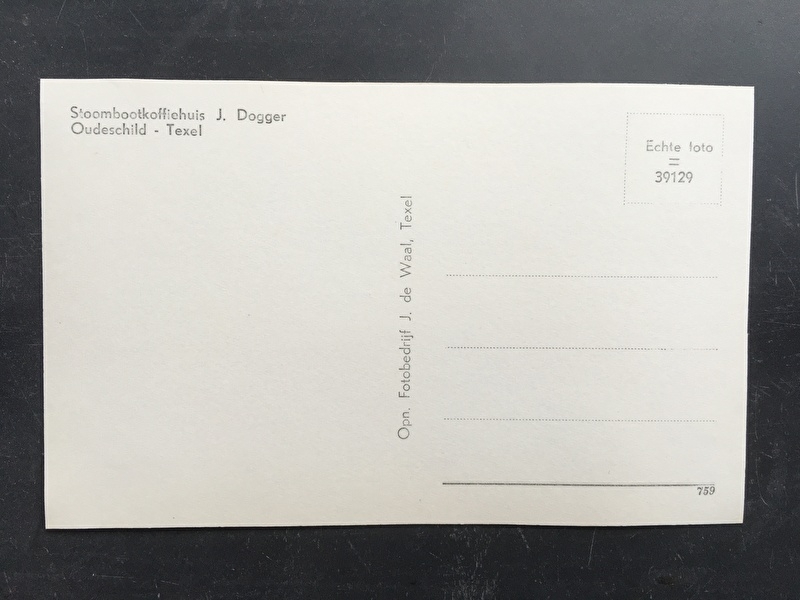 Stoombootkoffiehuis J. Dogger
Oudeschild - Texel
Echte foto
=
39129
Opn. Fotobedrijf J. de Waal, Texel
759